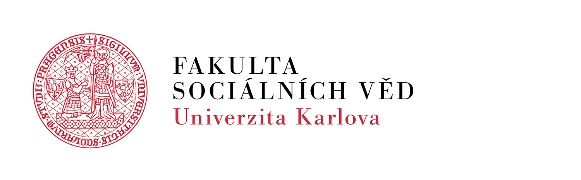 FAKULTA
SOCIÁLNÍCH VĚD
Univerzita Karlova